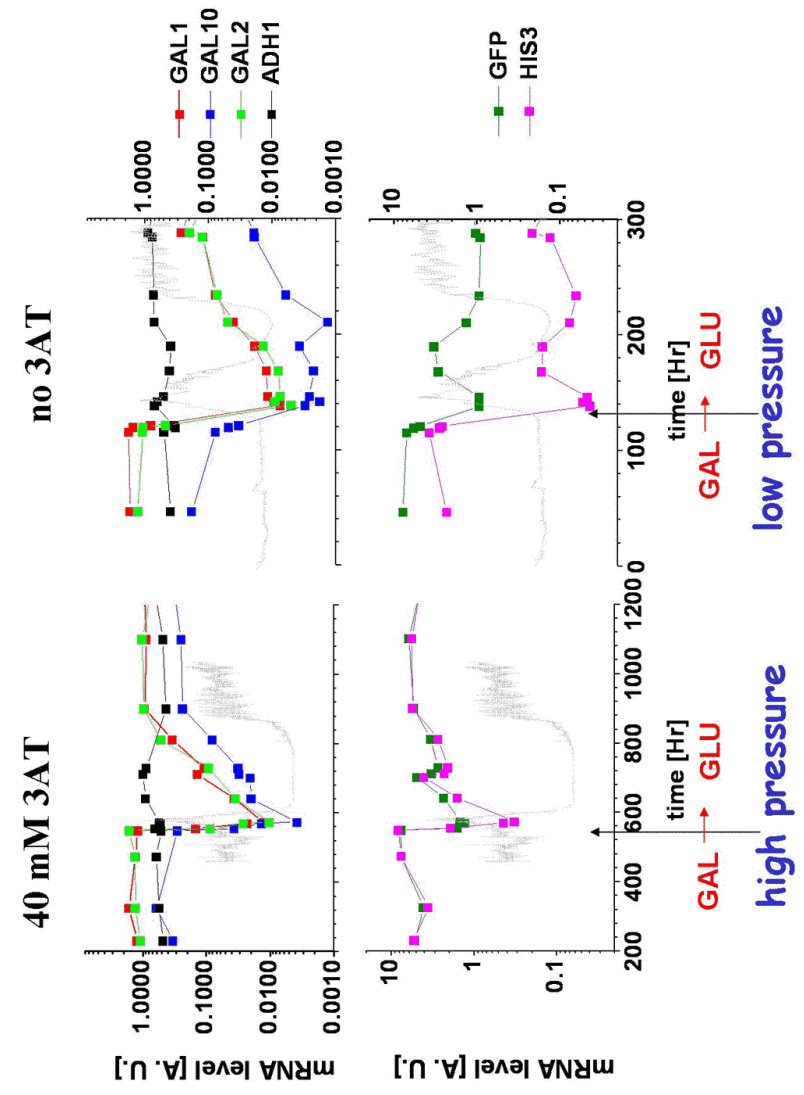 40 mM 3AT
no 3AT
mRNA level [A. U.]
1.0000
0.1000
0.0100
0.0010
1.0000
0.1000
0.0100
0.0010
GAL1
GAL10
GAL2
ADH1
mRNA level [A. U.]
10
1
0.1
200 400 600 800 1000 1200
time [Hr]
0 100 200 300
time [Hr]
10
1
0.1
GFP
HIS3
GAL → GLU
GAL → GLU
high pressure
low pressure